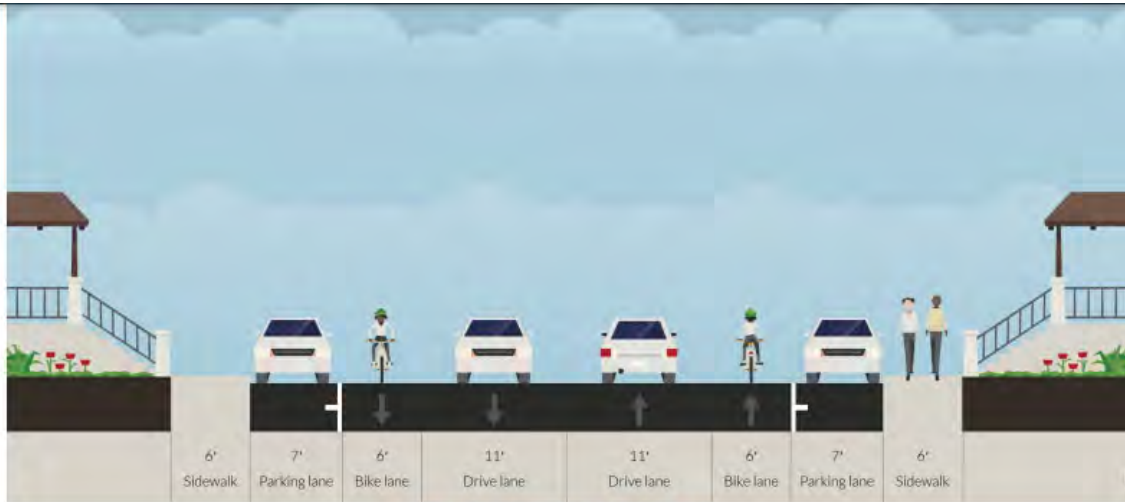 6' 7' 6' 11' 11' 6' 7' 6'
Sidewalk Parking lane Bike lane Drive lane Drive lane Bike lane Parking lane Sidewalk